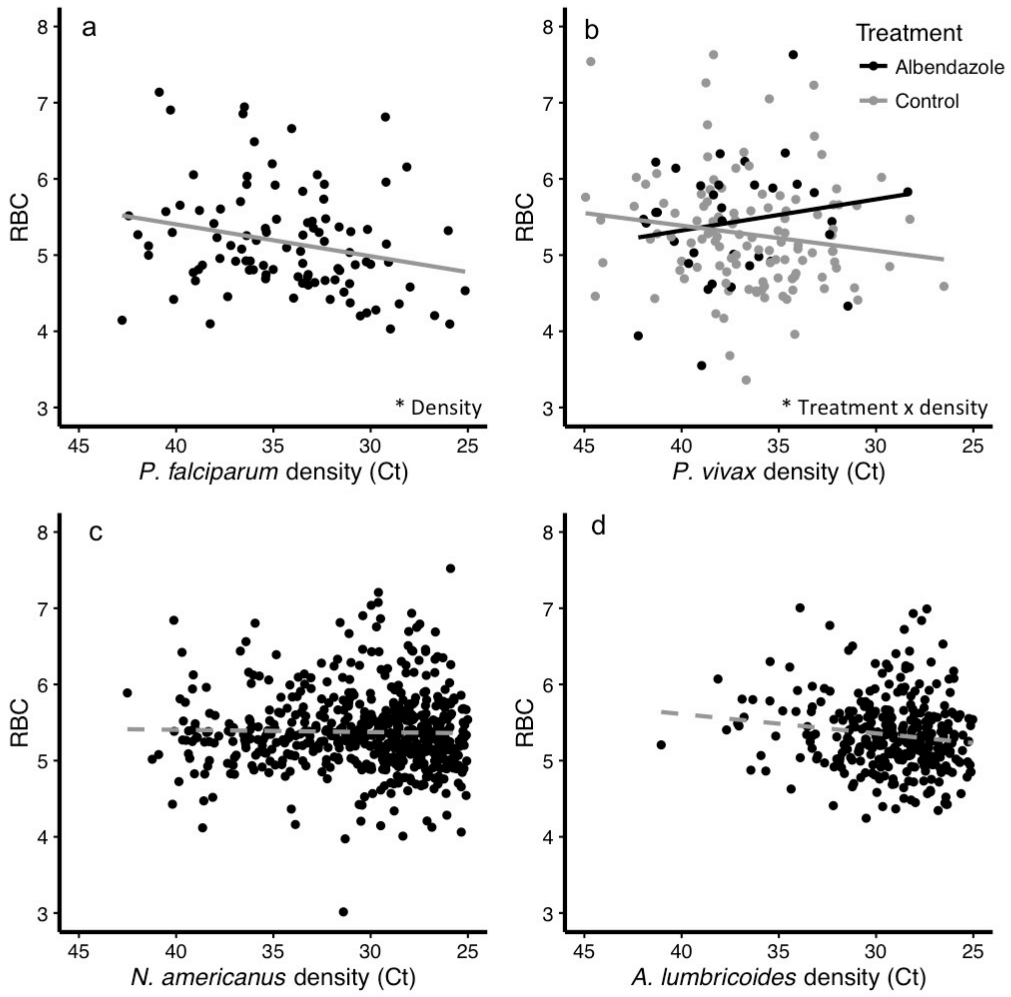 a
8
7
6
5
4
3
RBC
45 40 35 30 25
P. falciparum density (Ct)
* Density
b
Treatment
Albendazole
Control
8
7
6
5
4
3
RBC
45 40 35 30 25
P. vivax density (Ct)
* Treatment x density
c
8
7
6
5
4
3
RBC
45 40 35 30 25
N. americanus density (Ct)
d
8
7
6
5
4
3
RBC
45 40 35 30 25
A. lumbricoides density (Ct)